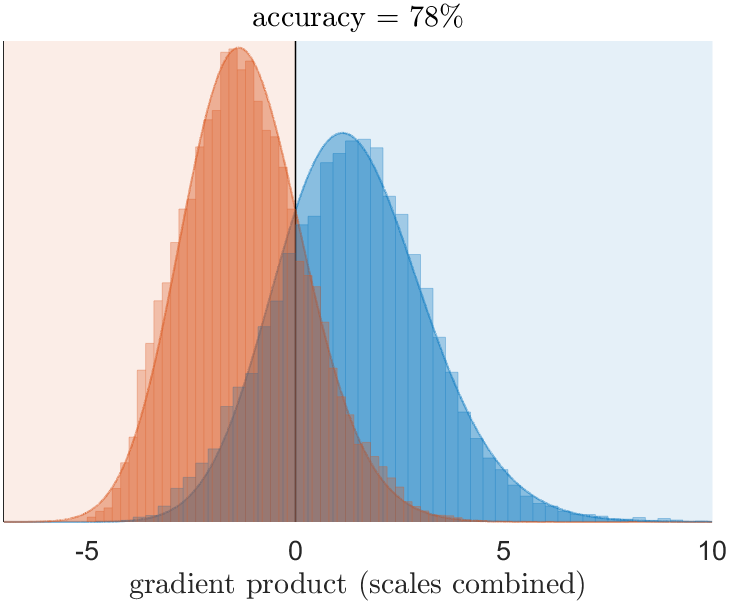 accuracy = 78%
-5 0 5 10
gradient product (scales combined)